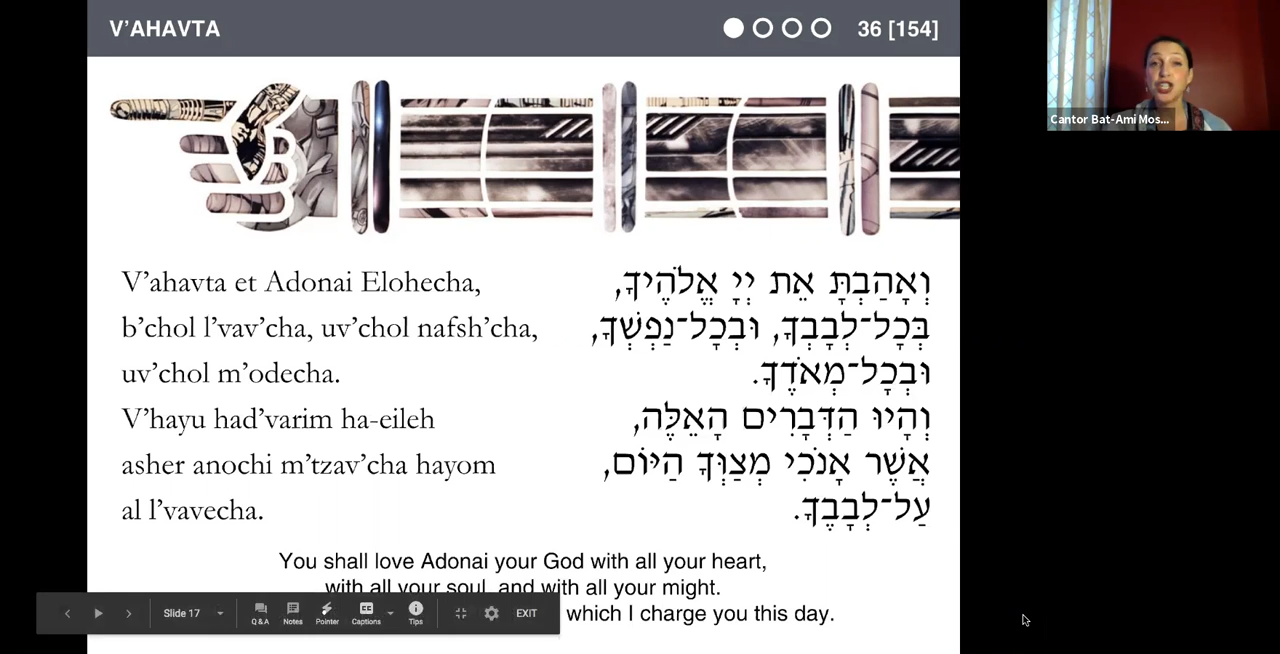 V'AHAVTA
36 [154]
Cantor Bat-Ami Mos...
V'ahavta et Adonai Elohecha,
b'chol l'vav'cha, uv'chol nafsh'cha,
uv'chol m'odecha.
V'hayu had'varim ha-eileh
asher anochi m'tzav'cha hayom
al l'vavecha.
וְאָהַבְתָּ אֵת יְיָ אֱלֹהֶיךָ,
בְּכָל־לְבָבְךָ, וּבְכָל־נַפְשְׁךָ,
וּבְכָל־מְאֹדֶךָ.
וְהָיוּ הַדְּבָרִים הָאֵלֶּה,
אֲשֶׁר אָנֹכִי מְצַוְּךָ הַיּוֹם,
עַל־לְבָבֶךָ.
You shall love Adonai your God with all your heart,
with all your soul, and with all your might.
which I charge you this day.
Slide 17
Q & A
Notes
Pointer
Captions
Tips
EXIT